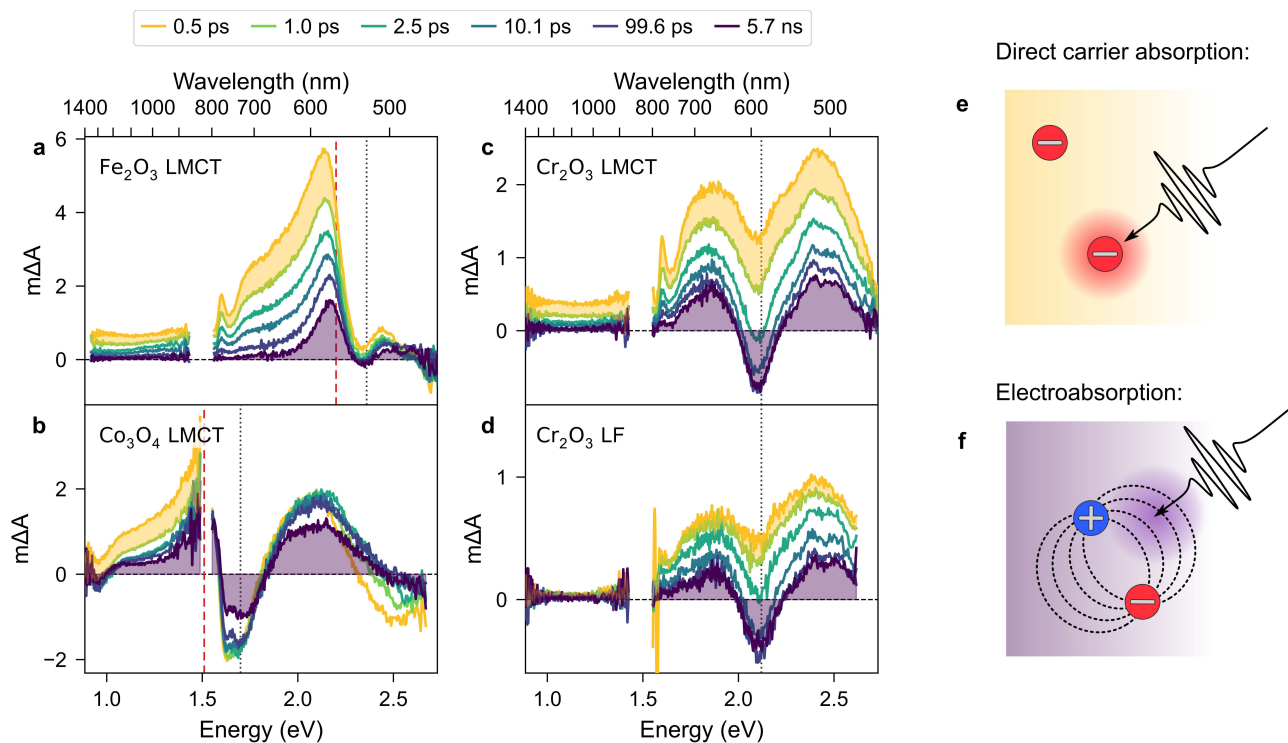 0.5 ps 1.0 ps 2.5 ps 10.1 ps 99.6 ps 5.7 ns
Wavelength (nm)
1400 1000 800 700 600 500
a
Fe₂O₃ LMCT
mΔA
6
4
2
0
b
Co₃O₄ LMCT
mΔA
2
0
−2
1.0 1.5 2.0 2.5
Energy (eV)
Wavelength (nm)
1400 1000 800 700 600 500
c
Cr₂O₃ LMCT
mΔA
2
1
0
d
Cr₂O₃ LF
mΔA
1
0
1.0 1.5 2.0 2.5
Energy (eV)
Direct carrier absorption:
e
Electroabsorption:
f